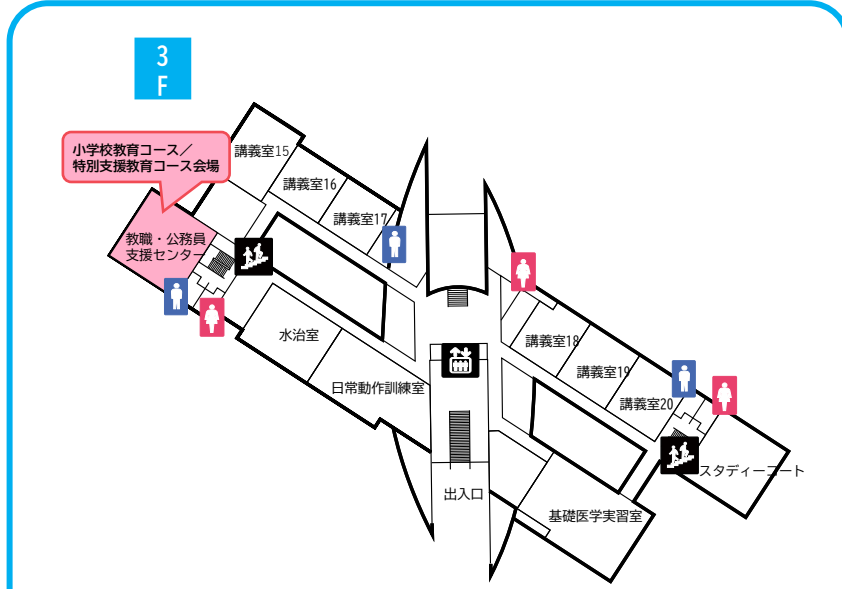 3
F
小学校教育コース／
特別支援教育コース会場
講義室15
講義室16
講義室17
教職・公務員
支援センター
水治室
日常動作訓練室
講義室18
講義室19
講義室20
スタディーコート
出入口
基礎医学実習室